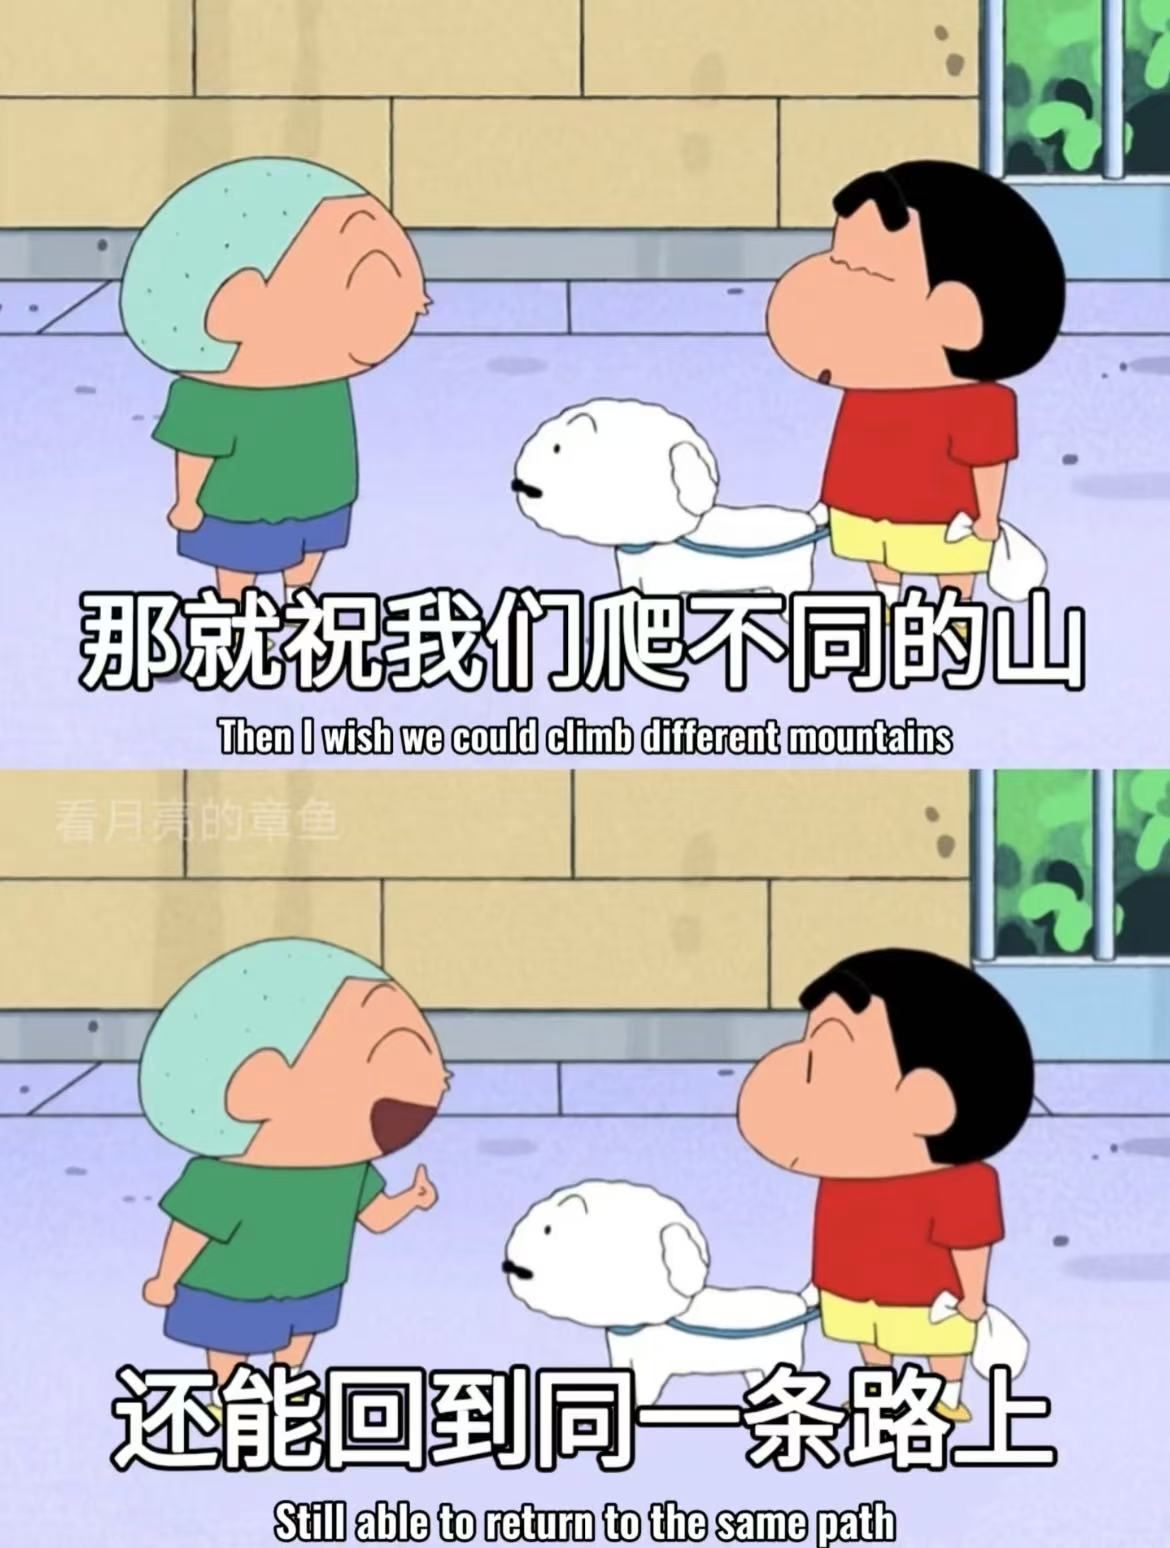 那就祝我们爬不同的山
Then I wish we could climb different mountains
看月亮的章鱼
还能回到同一条路上
Still able to return to the same path